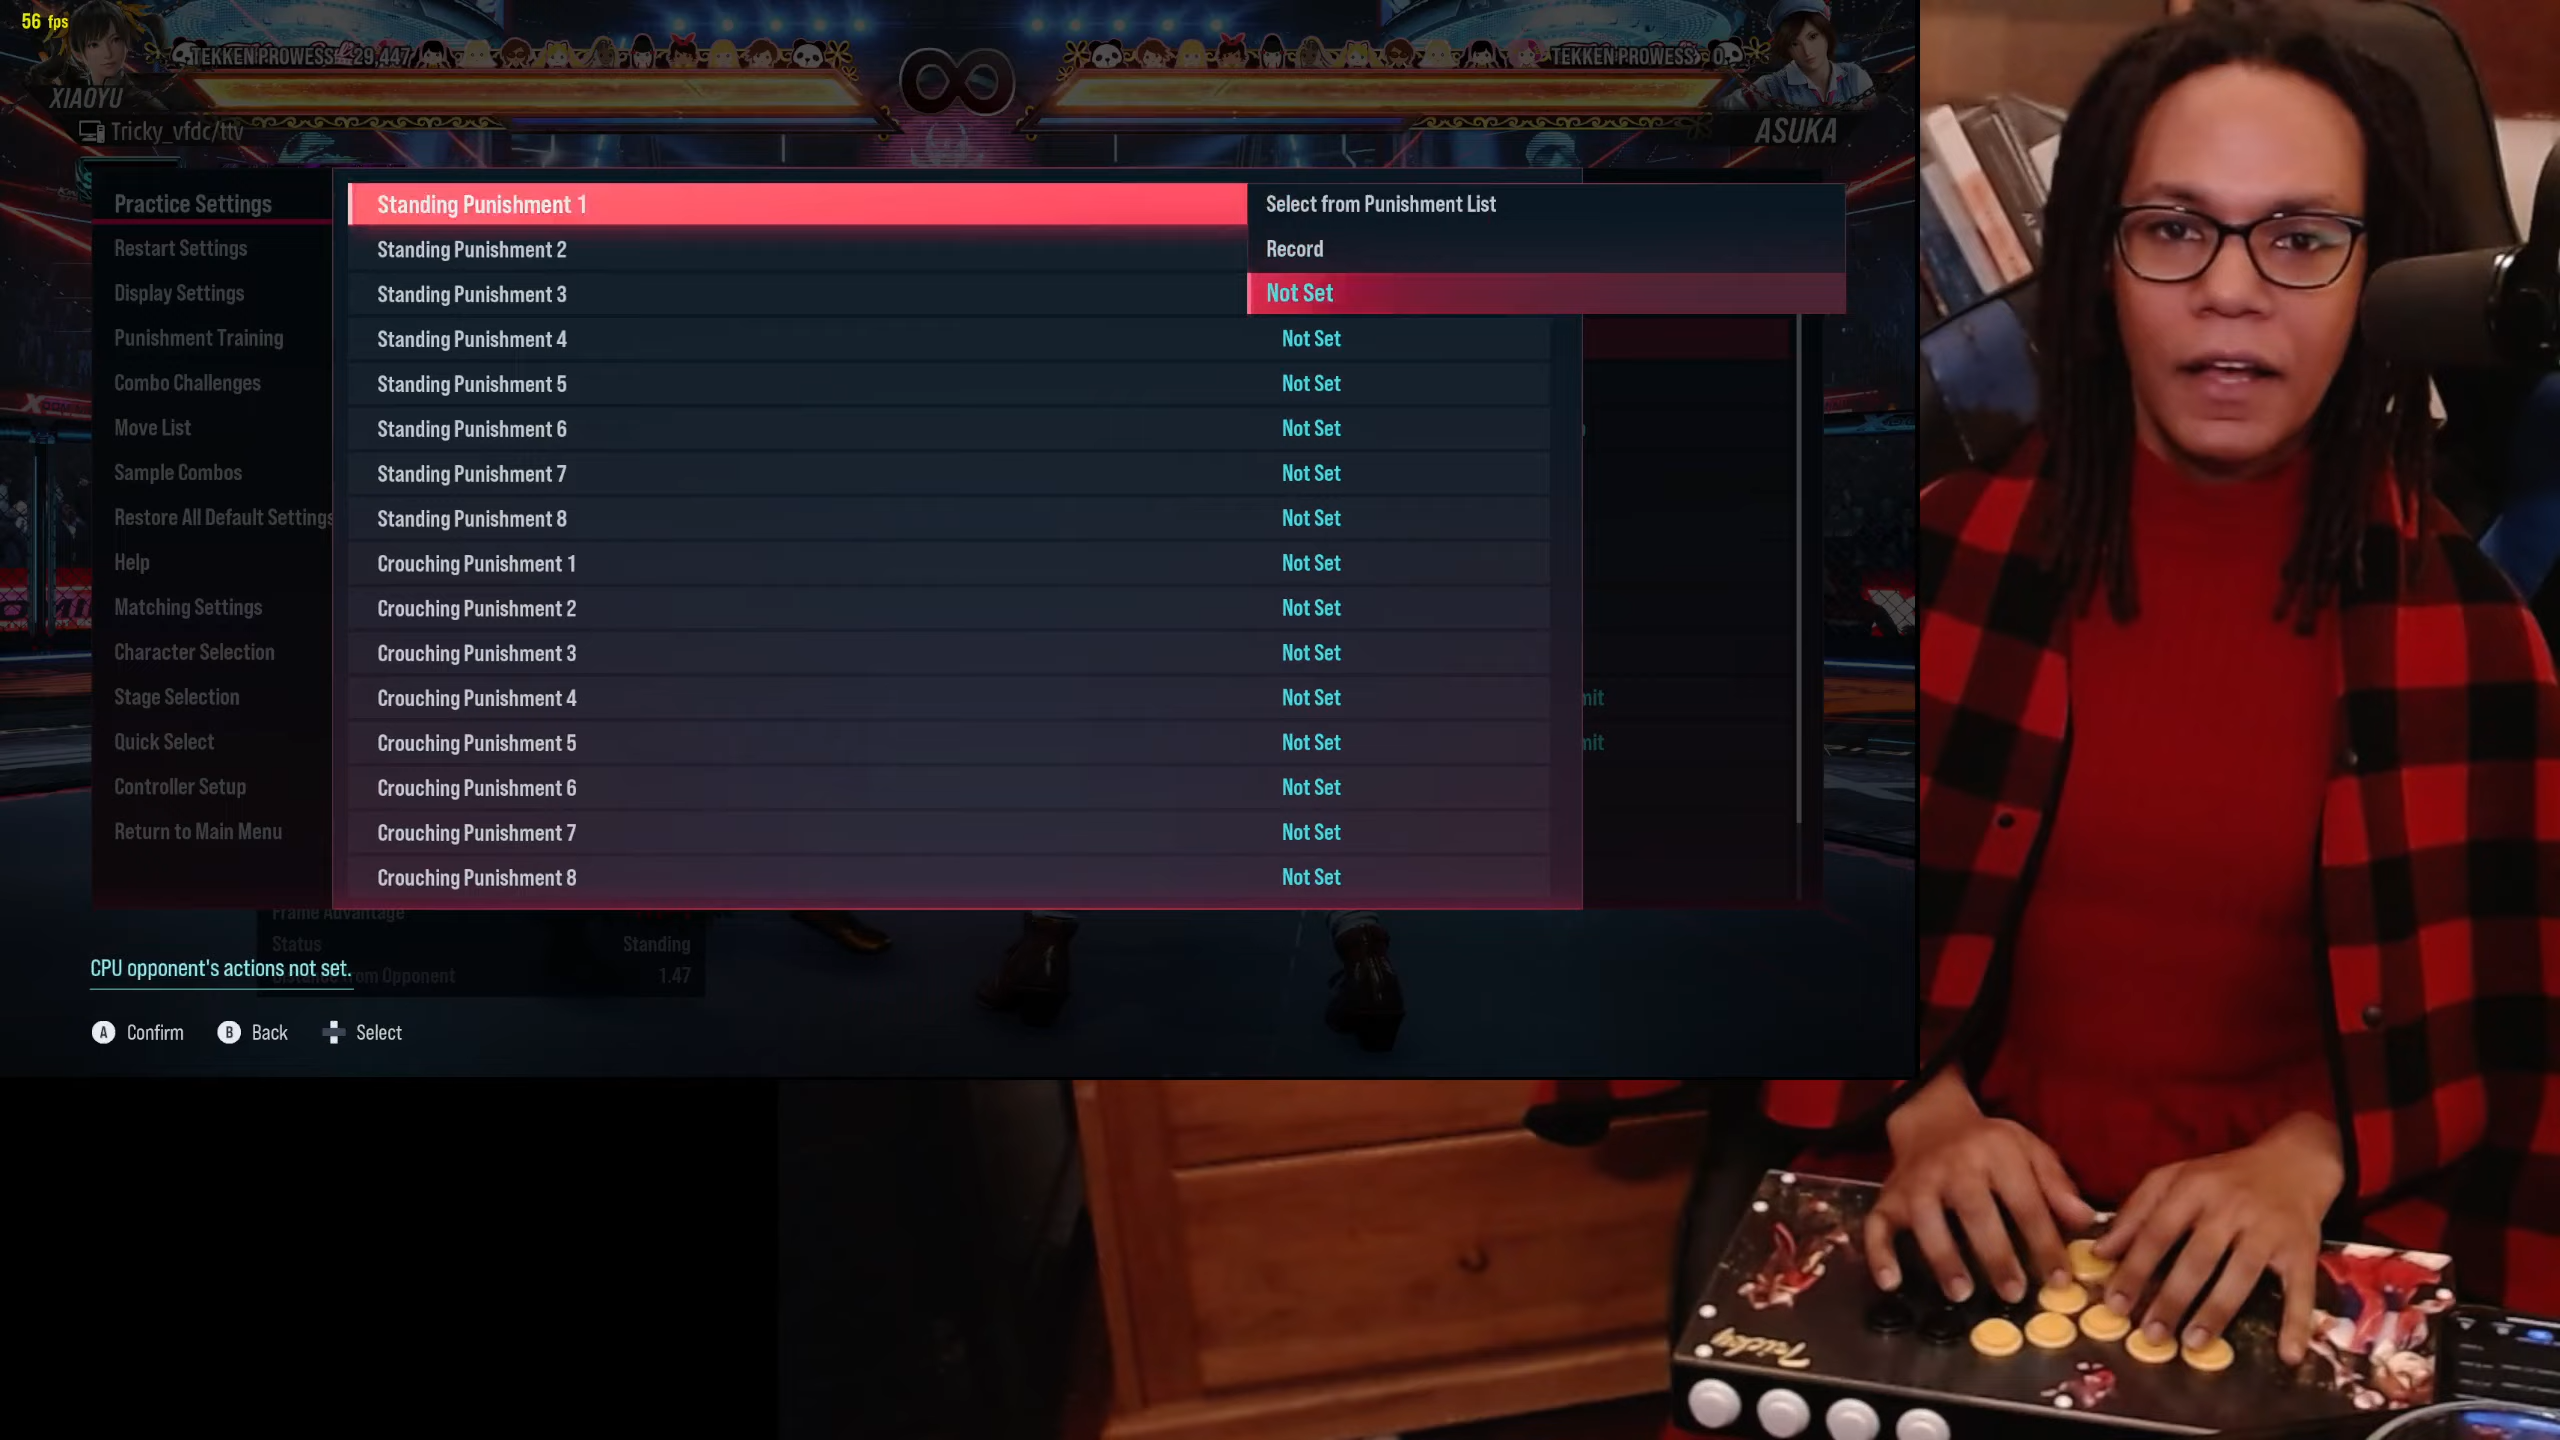 56 fps
TEKKEN PROWESS 29,447
TEKKEN PROWESS 0
XIAOYU
Tricky_vfdc/ttv
ASUKA
Practice Settings
Restart Settings
Display Settings
Punishment Training
Combo Challenges
Move List
Sample Combos
Restore All Default Settings
Help
Matching Settings
Character Selection
Stage Selection
Quick Select
Controller Setup
Return to Main Menu
Standing Punishment 1
Select from Punishment List
Standing Punishment 2
Record
Standing Punishment 3
Not Set
Standing Punishment 4 Not Set
Standing Punishment 5 Not Set
Standing Punishment 6 Not Set
Standing Punishment 7 Not Set
Standing Punishment 8 Not Set
Crouching Punishment 1 Not Set
Crouching Punishment 2 Not Set
Crouching Punishment 3 Not Set
Crouching Punishment 4 Not Set
Crouching Punishment 5 Not Set
Crouching Punishment 6 Not Set
Crouching Punishment 7 Not Set
Crouching Punishment 8 Not Set
Frame Advantage
Status Standing
from Opponent 1.47
CPU opponent's actions not set.
A Confirm B Back Select
Tricky